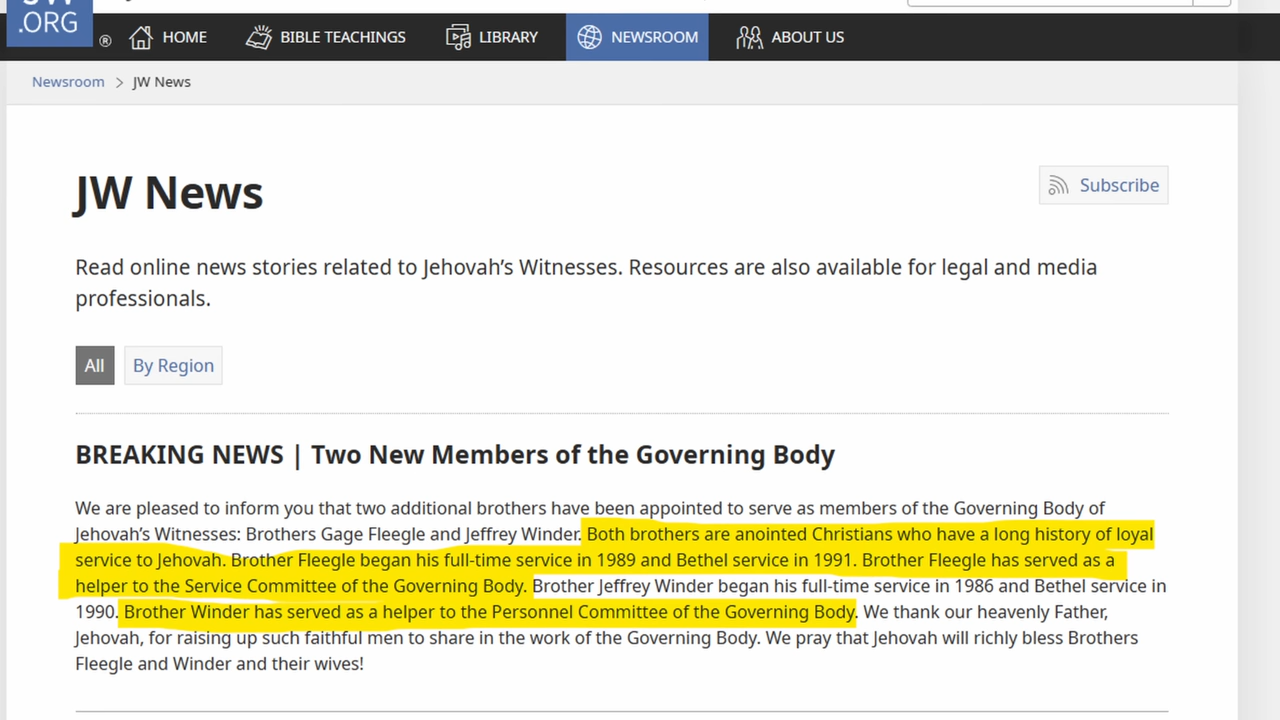 .ORG
®
HOME
BIBLE TEACHINGS
LIBRARY
NEWSROOM
ABOUT US
Newsroom > JW News
JW News
Subscribe
Read online news stories related to Jehovah’s Witnesses. Resources are also available for legal and media
professionals.
All
By Region
BREAKING NEWS | Two New Members of the Governing Body
We are pleased to inform you that two additional brothers have been appointed to serve as members of the Governing Body of
Jehovah’s Witnesses: Brothers Gage Fleegle and Jeffrey Winder. Both brothers are anointed Christians who have a long history of loyal
service to Jehovah. Brother Fleegle began his full-time service in 1989 and Bethel service in 1991. Brother Fleegle has served as a
helper to the Service Committee of the Governing Body. Brother Jeffrey Winder began his full-time service in 1986 and Bethel service in
1990. Brother Winder has served as a helper to the Personnel Committee of the Governing Body. We thank our heavenly Father,
Jehovah, for raising up such faithful men to share in the work of the Governing Body. We pray that Jehovah will richly bless Brothers
Fleegle and Winder and their wives!